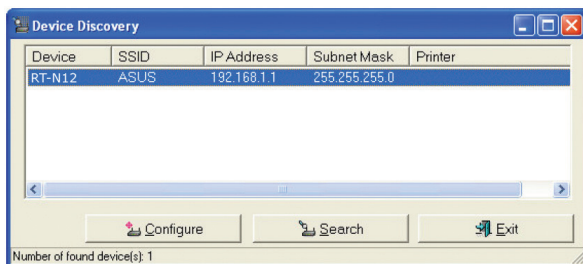 Device Discovery
Device SSID IP Address Subnet Mask Printer
RT-N12 ASUS 192.168.1.1 255.255.255.0
Configure Search Exit
Number of found device(s): 1